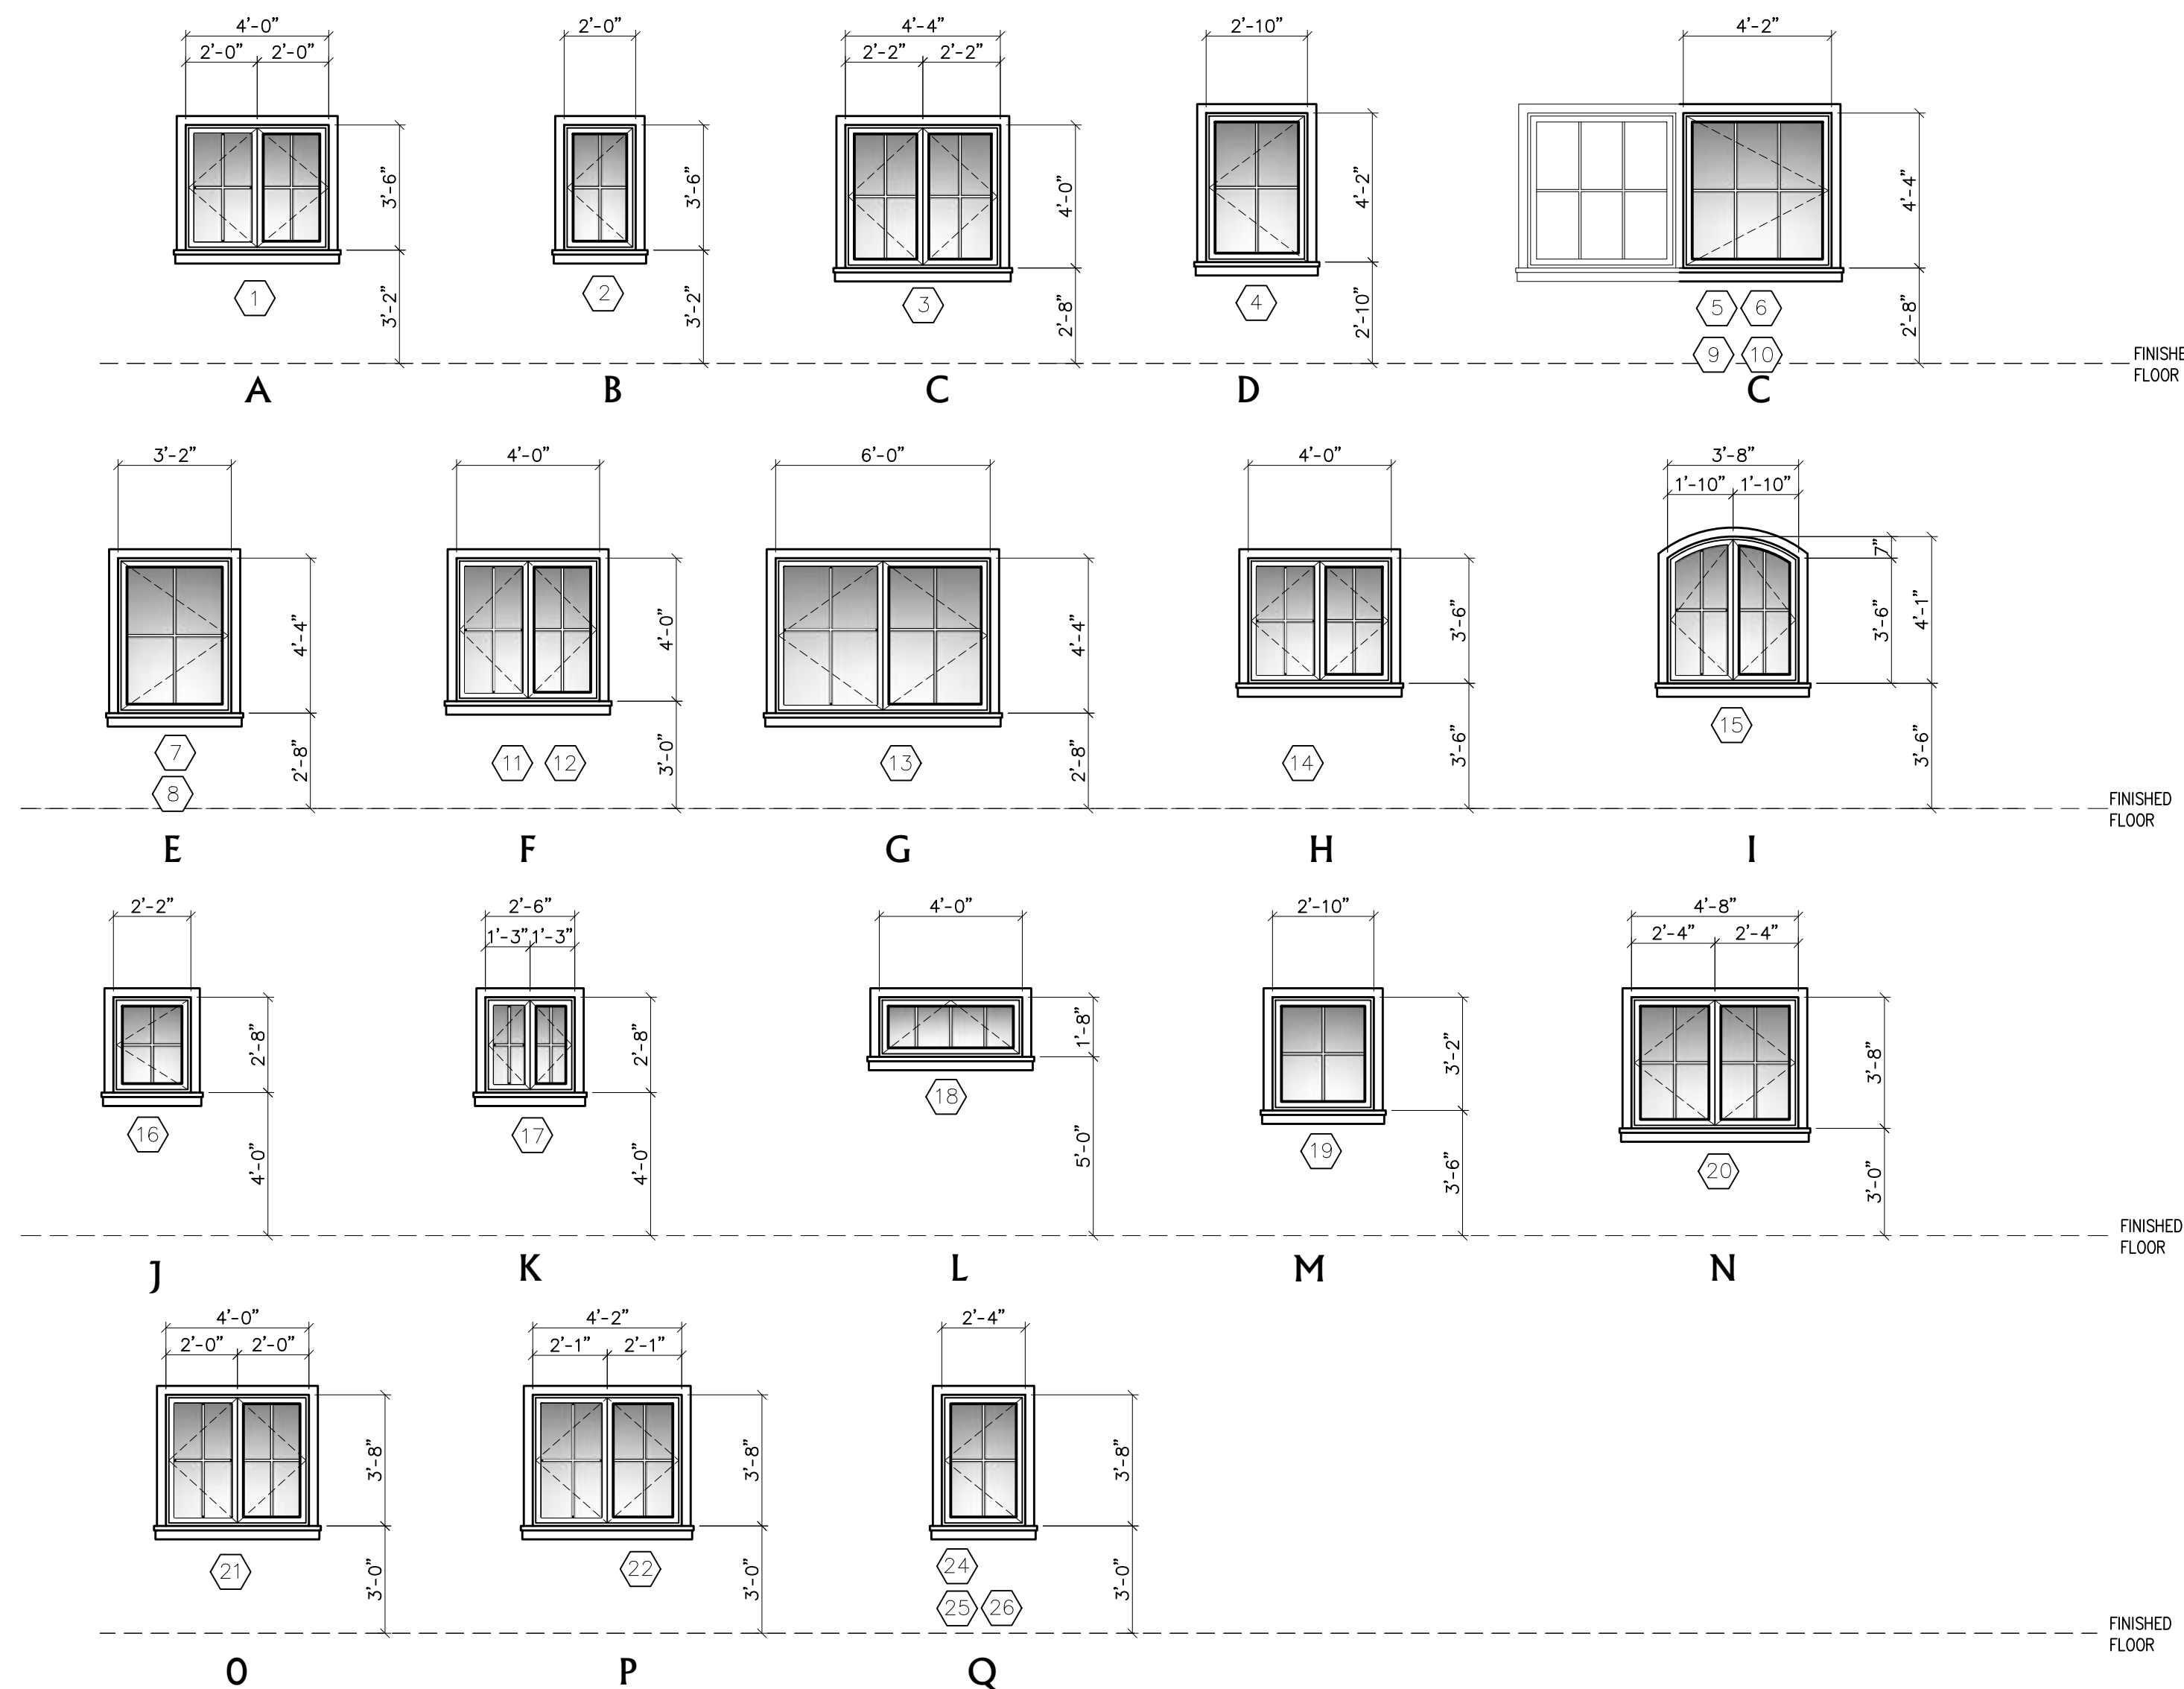 4'-0" 2'-0" 4'-4" 2'-10" 4'-2"
2'-0" 2'-0" 2'-2" 2'-2"
3'-6" 3'-6" 4'-0" 4'-2" 4'-4"
3'-2" 3'-2" 2'-8" 2'-10" 2'-8"
1 2 3 4 5 6
9 10
FINISHE
FLOOR
A B C D C
3'-2" 4'-0" 6'-0" 4'-0" 3'-8"
1'-10" 1'-10"
7"
4'-4" 4'-0" 4'-4" 3'-6" 3'-6" 4'-1"
2'-8" 3'-0" 2'-8" 3'-6" 3'-6"
7 11 12 13 14 15
8
FINISHED
FLOOR
E F G H I
2'-2" 2'-6" 4'-0" 2'-10" 4'-8"
1'-3" 1'-3" 2'-4" 2'-4"
2'-8" 2'-8" 1'-8" 3'-2" 3'-8"
4'-0" 4'-0" 5'-0" 3'-6" 3'-0"
16 17 18 19 20
FINISHED
FLOOR
J K L M N
4'-0" 4'-2" 2'-4"
2'-0" 2'-0" 2'-1" 2'-1"
3'-8" 3'-8" 3'-8"
3'-0" 3'-0" 3'-0"
21 22 24
25 26
FINISHED
FLOOR
O P Q